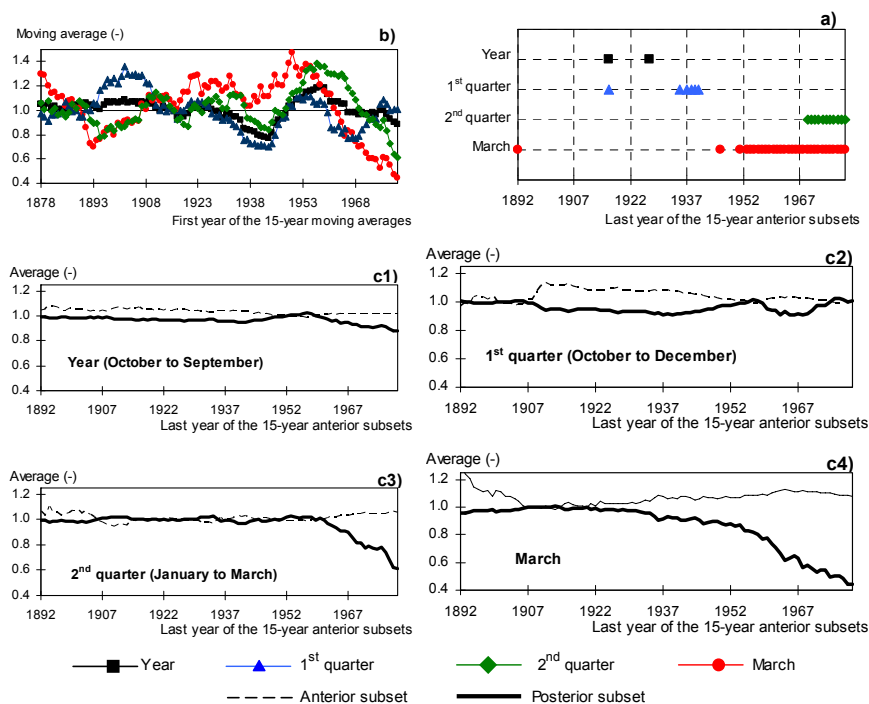 Moving average (-)
b)
1.4
1.2
1.0
0.8
0.6
0.4
1878 1893 1908 1923 1938 1953 1968
First year of the 15-year moving averages
a)
Year
1st quarter
2nd quarter
March
1892 1907 1922 1937 1952 1967
Last year of the 15-year anterior subsets
Average (-)
c1)
1.2
1.0
0.8
0.6
0.4
Year (October to September)
1892 1907 1922 1937 1952 1967
Last year of the 15-year anterior subsets
Average (-)
c2)
1.2
1.0
0.8
0.6
0.4
1st quarter (October to December)
1892 1907 1922 1937 1952 1967
Last year of the 15-year anterior subsets
Average (-)
c3)
1.2
1.0
0.8
0.6
0.4
2nd quarter (January to March)
1892 1907 1922 1937 1952 1967
Last year of the 15-year anterior subsets
Average (-)
c4)
1.2
1.0
0.8
0.6
0.4
March
1892 1907 1922 1937 1952 1967
Last year of the 15-year anterior subsets
Year 1st quarter 2nd quarter March
Anterior subset Posterior subset